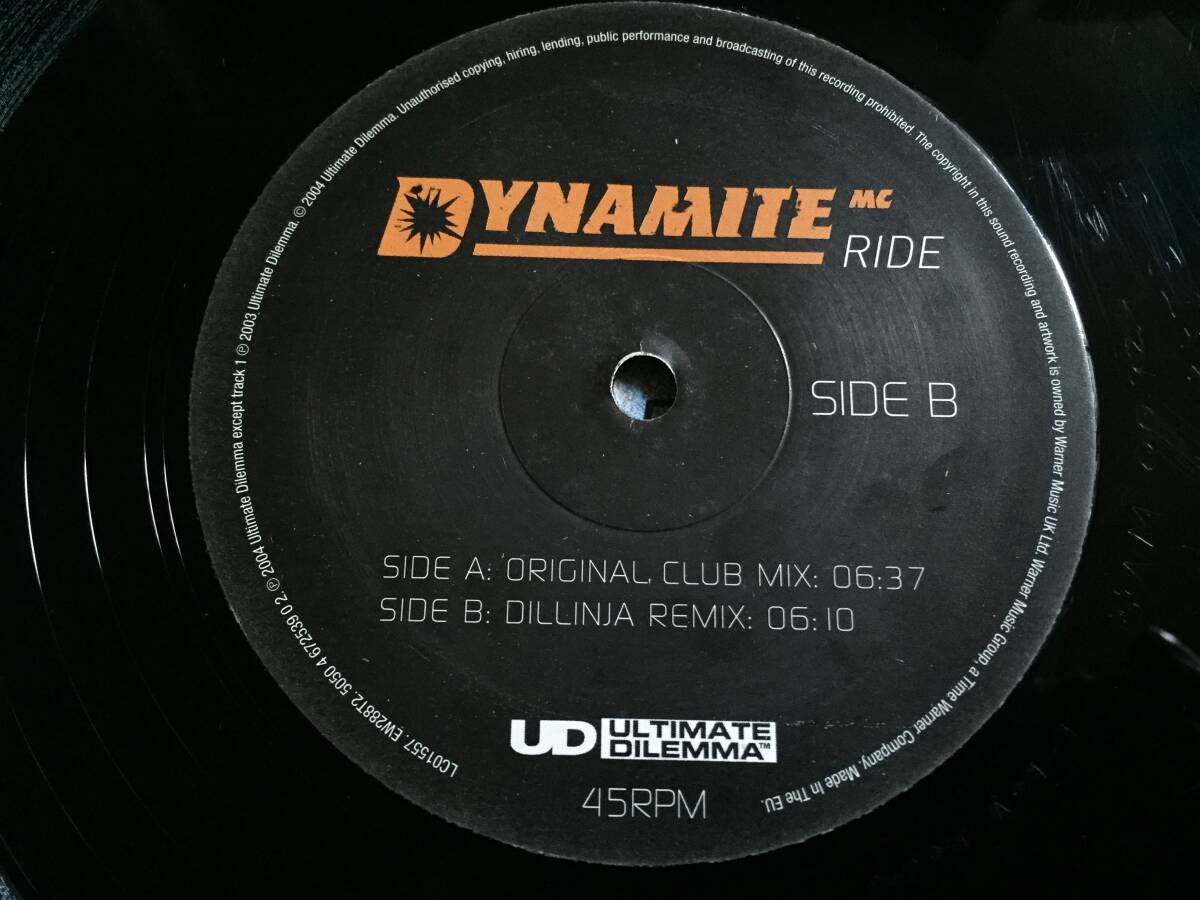 DYNAMITE MC
RIDE
SIDE B
SIDE A: ORIGINAL CLUB MIX: 06:37
SIDE B: DILLINJA REMIX: 06:10
UD ULTIMATE
DILEMMA™
45RPM
LC01557. EW288T2. 5050 4 672539 0 2. ℗ 2004 Ultimate Dilemma except track 1 ℗ 2003 Ultimate Dilemma. © 2004 Ultimate Dilemma. Unauthorised copying, hiring, lending, public performance and broadcasting of this recording prohibited. The copyright in this sound recording and artwork is owned by Warner Music UK Ltd. Warner Music Group, a Time Warner Company. Made In The EU.